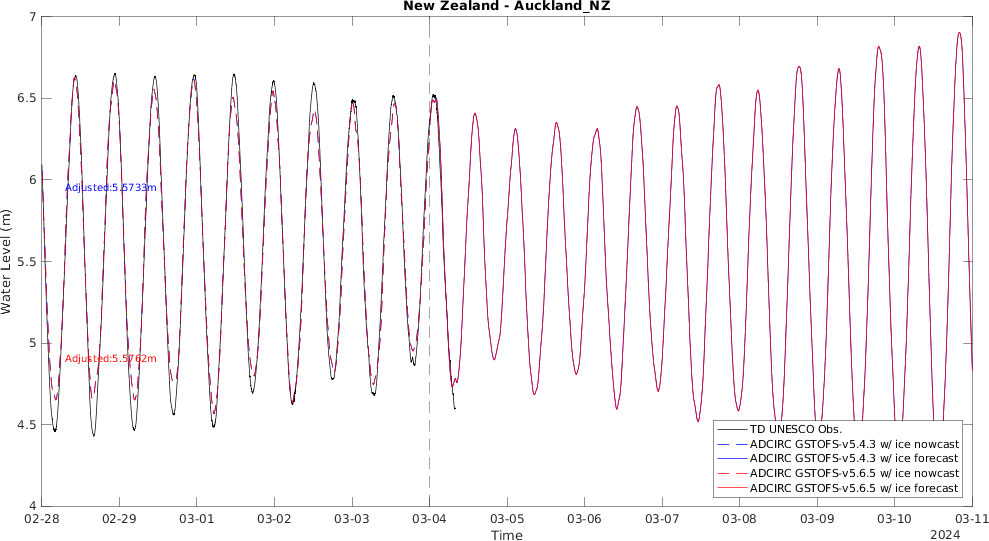 New Zealand - Auckland_NZ
7
6.5
6
5.5
5
4.5
4
Water Level (m)
Adjusted:5.5733m
Adjusted:5.5762m
TD UNESCO Obs.
ADCIRC GSTOFS-v5.4.3 w/ ice nowcast
ADCIRC GSTOFS-v5.4.3 w/ ice forecast
ADCIRC GSTOFS-v5.6.5 w/ ice nowcast
ADCIRC GSTOFS-v5.6.5 w/ ice forecast
02-28 02-29 03-01 03-02 03-03 03-04 03-05 03-06 03-07 03-08 03-09 03-10 03-11
Time
2024